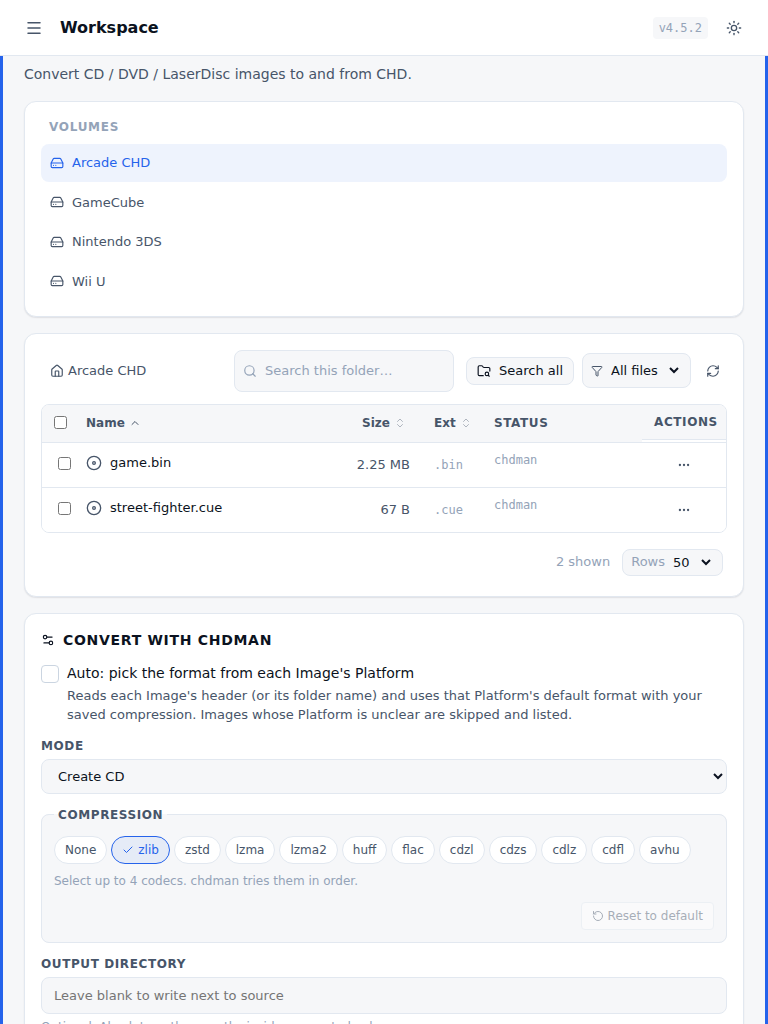 Workspace
v4.5.2
Convert CD / DVD / LaserDisc images to and from CHD.
VOLUMES
Arcade CHD
GameCube
Nintendo 3DS
Wii U
Arcade CHD
Search this folder…
Search all
All files
Name
Size
Ext
STATUS
ACTIONS
game.bin
2.25 MB
.bin
chdman
street-fighter.cue
67 B
.cue
chdman
2 shown
Rows 50
CONVERT WITH CHDMAN
Auto: pick the format from each Image's Platform
Reads each Image's header (or its folder name) and uses that Platform's default format with your
saved compression. Images whose Platform is unclear are skipped and listed.
MODE
Create CD
COMPRESSION
None
zlib
zstd
lzma
lzma2
huff
flac
cdzl
cdzs
cdlz
cdfl
avhu
Select up to 4 codecs. chdman tries them in order.
Reset to default
OUTPUT DIRECTORY
Leave blank to write next to source